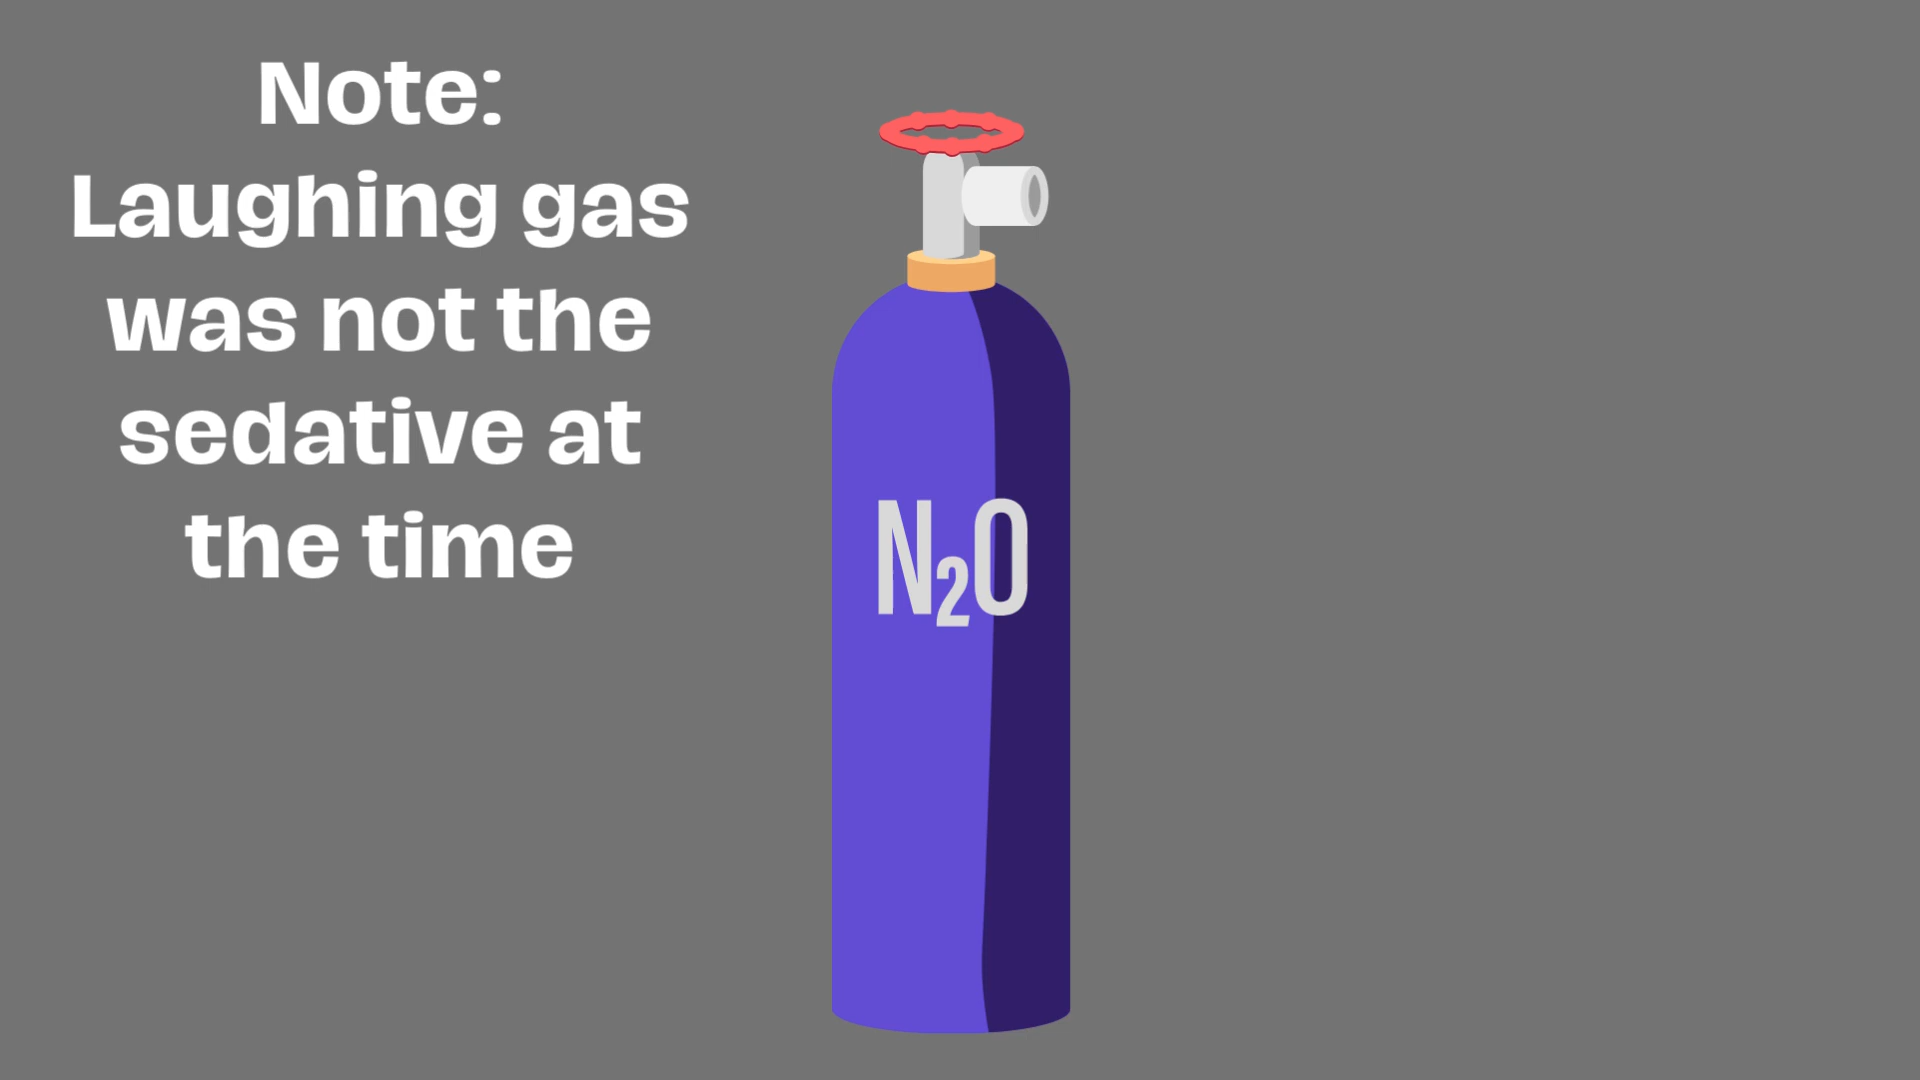 Note:
Laughing gas
was not the
sedative at
the time
N₂O